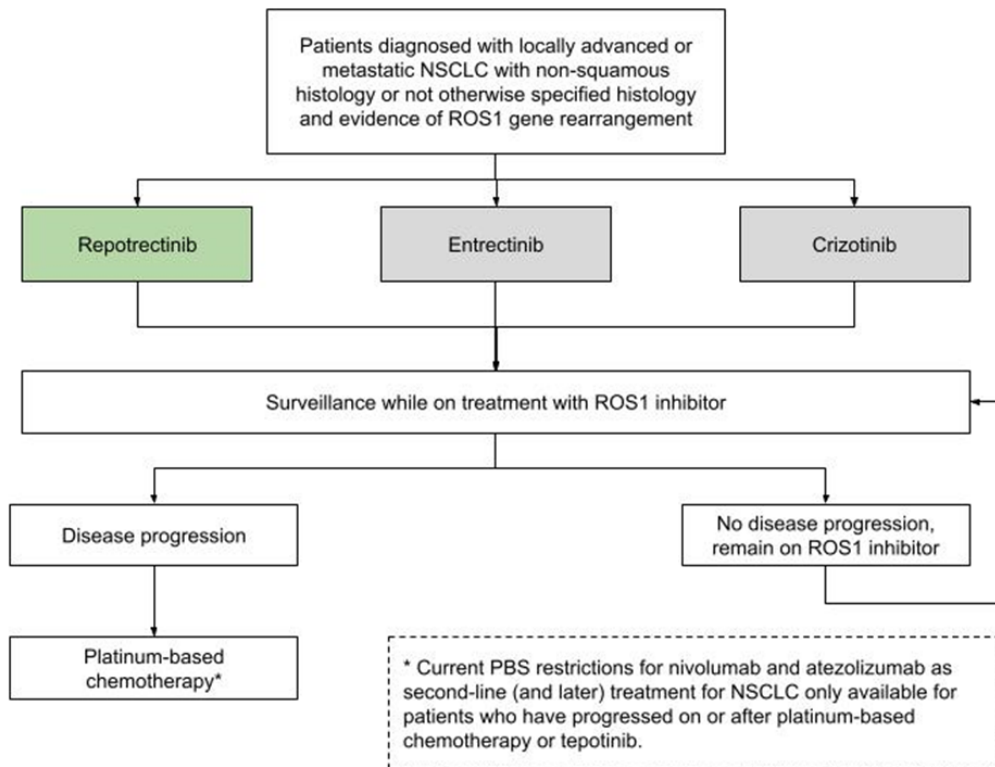 Patients diagnosed with locally advanced or
metastatic NSCLC with non-squamous
histology or not otherwise specified histology
and evidence of ROS1 gene rearrangement
Repotrectinib
Entrectinib
Crizotinib
Surveillance while on treatment with ROS1 inhibitor
Disease progression
No disease progression,
remain on ROS1 inhibitor
Platinum-based
chemotherapy*
* Current PBS restrictions for nivolumab and atezolizumab as
second-line (and later) treatment for NSCLC only available for
patients who have progressed on or after platinum-based
chemotherapy or tepotinib.